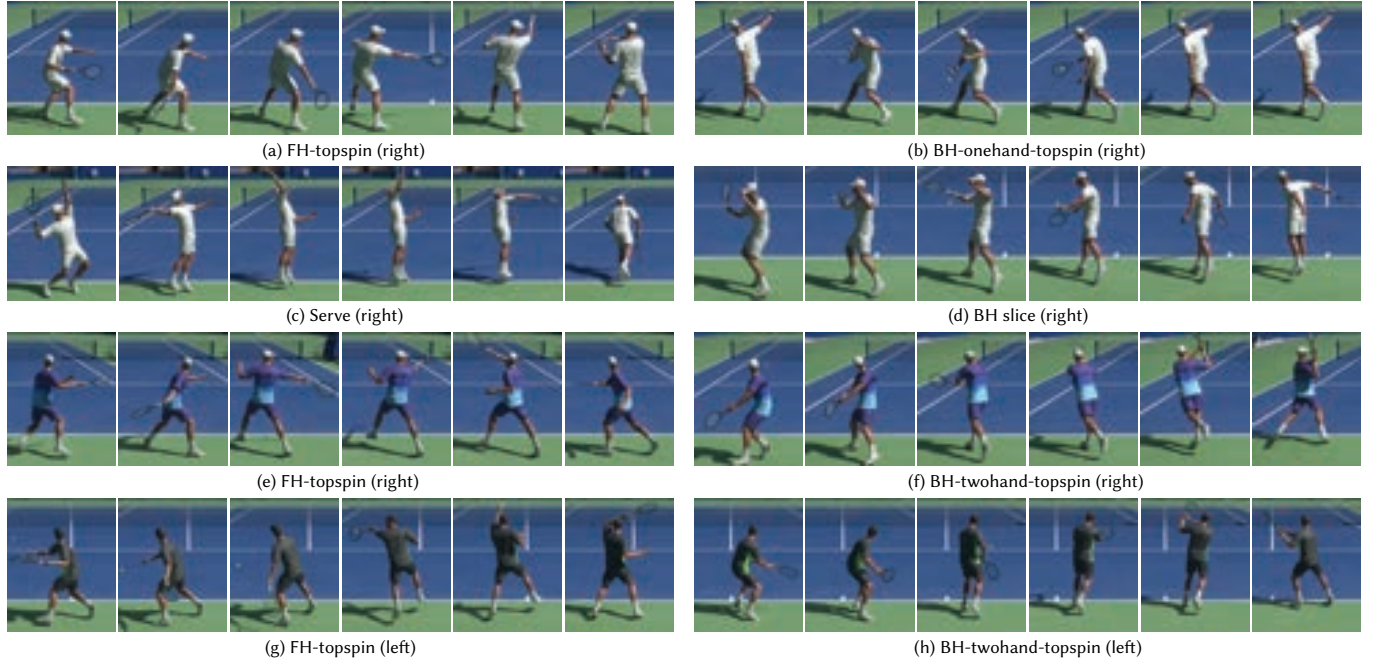 (a) FH-topspin (right)
(b) BH-onehand-topspin (right)
(c) Serve (right)
(d) BH slice (right)
(e) FH-topspin (right)
(f) BH-twohand-topspin (right)
(g) FH-topspin (left)
(h) BH-twohand-topspin (left)